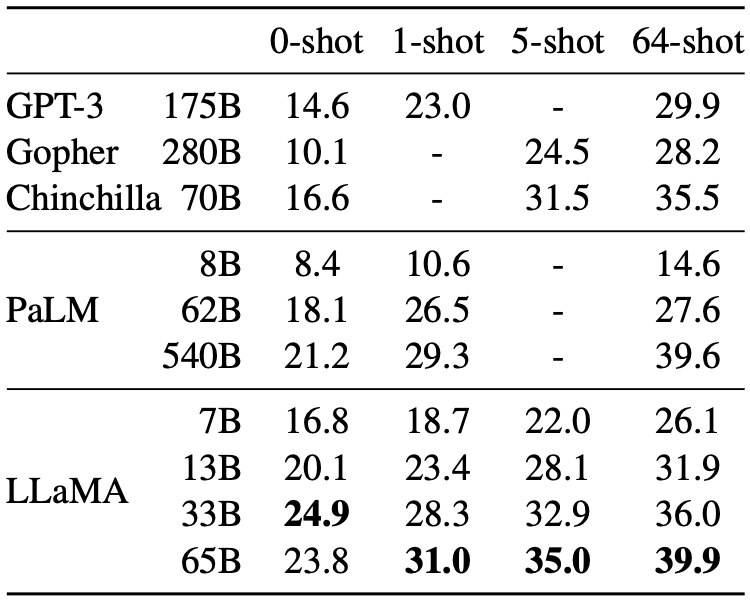 0-shot 1-shot 5-shot 64-shot
GPT-3 175B 14.6 23.0 - 29.9
Gopher 280B 10.1 - 24.5 28.2
Chinchilla 70B 16.6 - 31.5 35.5
8B 8.4 10.6 - 14.6
PaLM 62B 18.1 26.5 - 27.6
540B 21.2 29.3 - 39.6
7B 16.8 18.7 22.0 26.1
13B 20.1 23.4 28.1 31.9
LLaMA
33B 24.9 28.3 32.9 36.0
65B 23.8 31.0 35.0 39.9